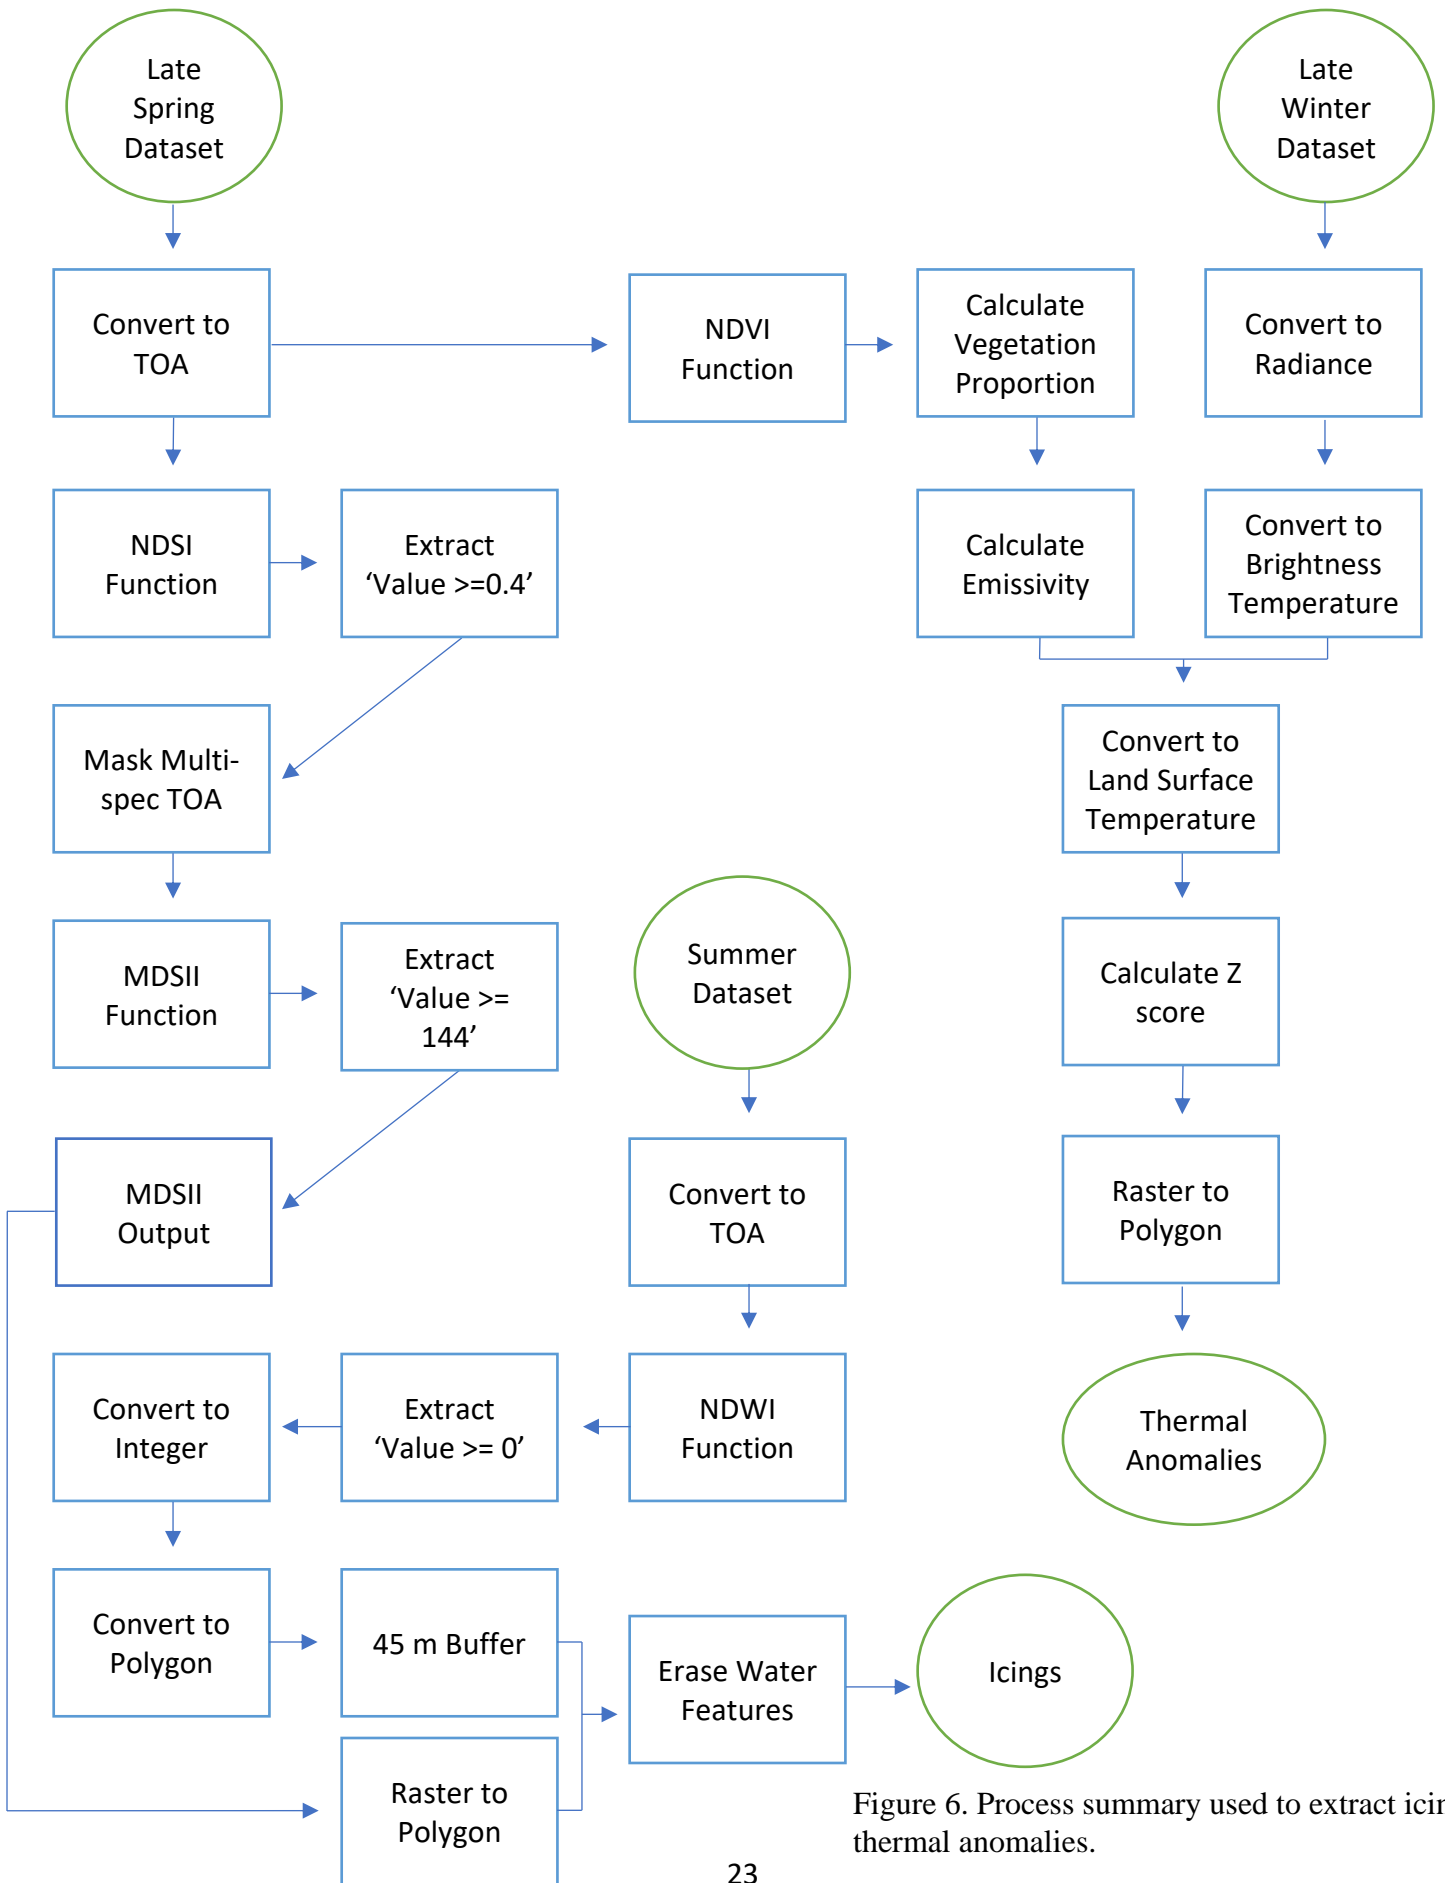 Late
Spring
Dataset
Late
Winter
Dataset
Convert to
TOA
NDVI
Function
Calculate
Vegetation
Proportion
Convert to
Radiance
NDSI
Function
Extract
‘Value >=0.4’
Calculate
Emissivity
Convert to
Brightness
Temperature
Mask Multi-
spec TOA
Convert to
Land Surface
Temperature
MDSII
Function
Extract
‘Value >=
144’
Summer
Dataset
Calculate Z
score
MDSII
Output
Convert to
TOA
Raster to
Polygon
Convert to
Integer
Extract
‘Value >= 0’
NDWI
Function
Thermal
Anomalies
Convert to
Polygon
45 m Buffer
Erase Water
Features
Icings
Raster to
Polygon
Figure 6. Process summary used to extract
thermal anomalies.
23